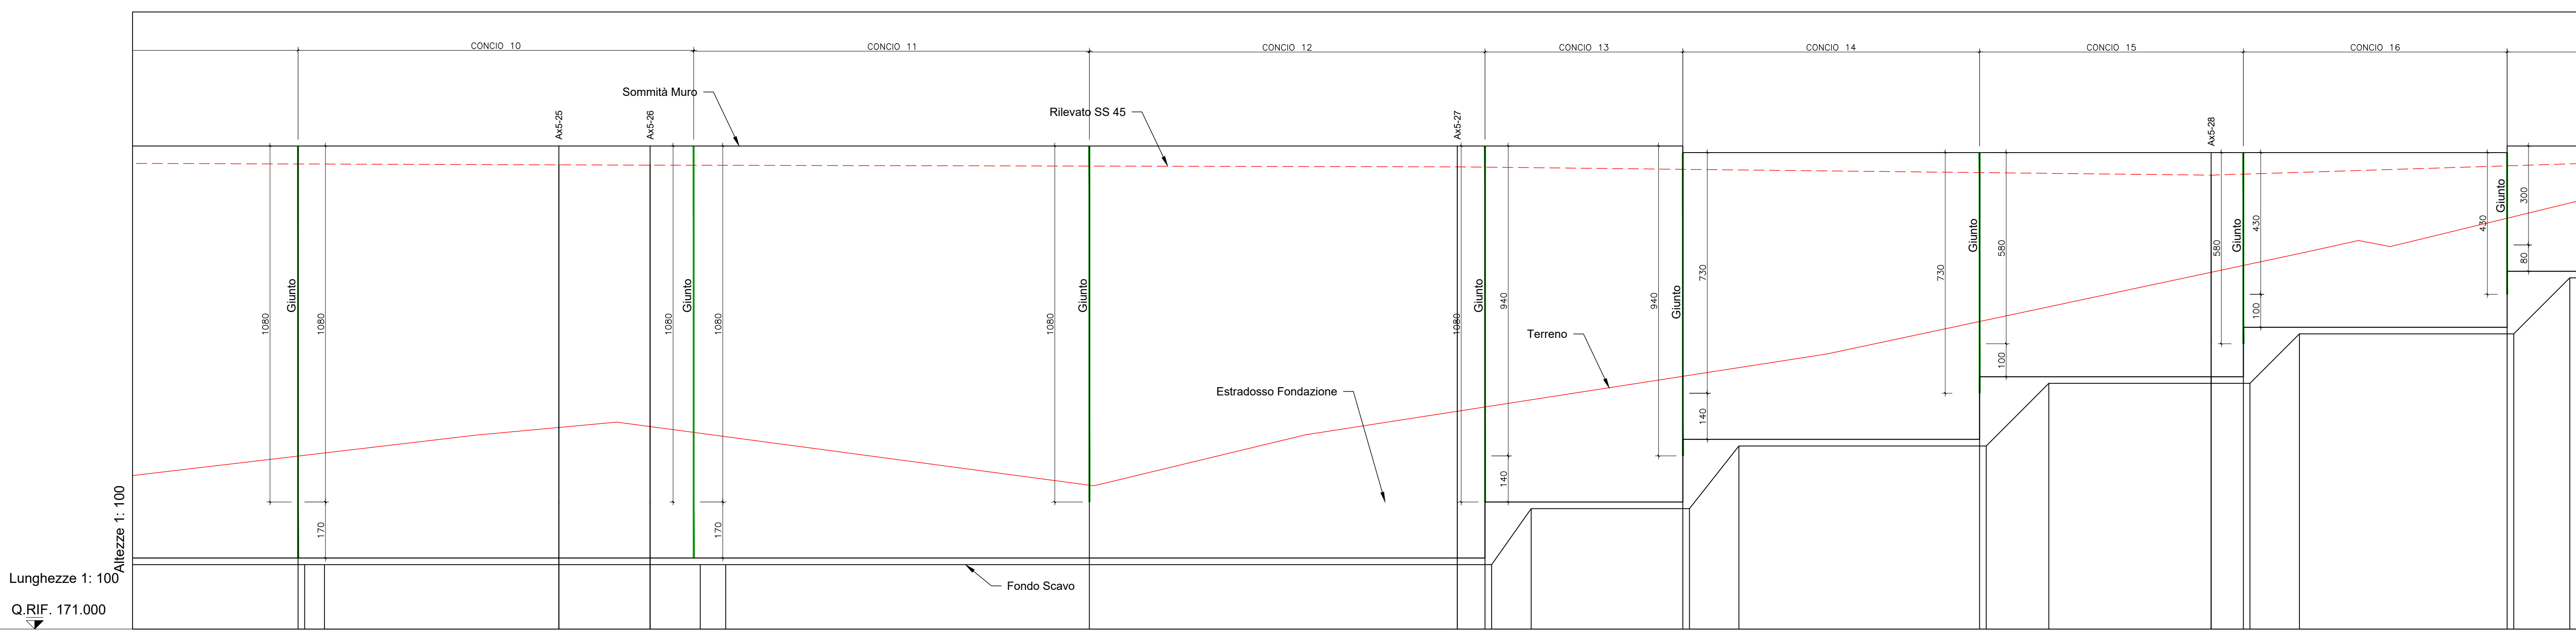 CONCIO 10
CONCIO 11
CONCIO 12
CONCIO 13
CONCIO 14
CONCIO 15
CONCIO 16
Sommità Muro
Rilevato SS 45
Ax5-25
Ax5-26
Ax5-27
Ax5-28
Giunto
Giunto
Giunto
Giunto
Giunto
Giunto
Giunto
Giunto
1080
1080
170
1080
1080
170
1080
1080
940
140
940
730
140
730
580
100
580
430
100
430
300
80
Terreno
Estradosso Fondazione
Fondo Scavo
Altezze 1: 100
Lunghezze 1: 100
Q.RIF. 171.000